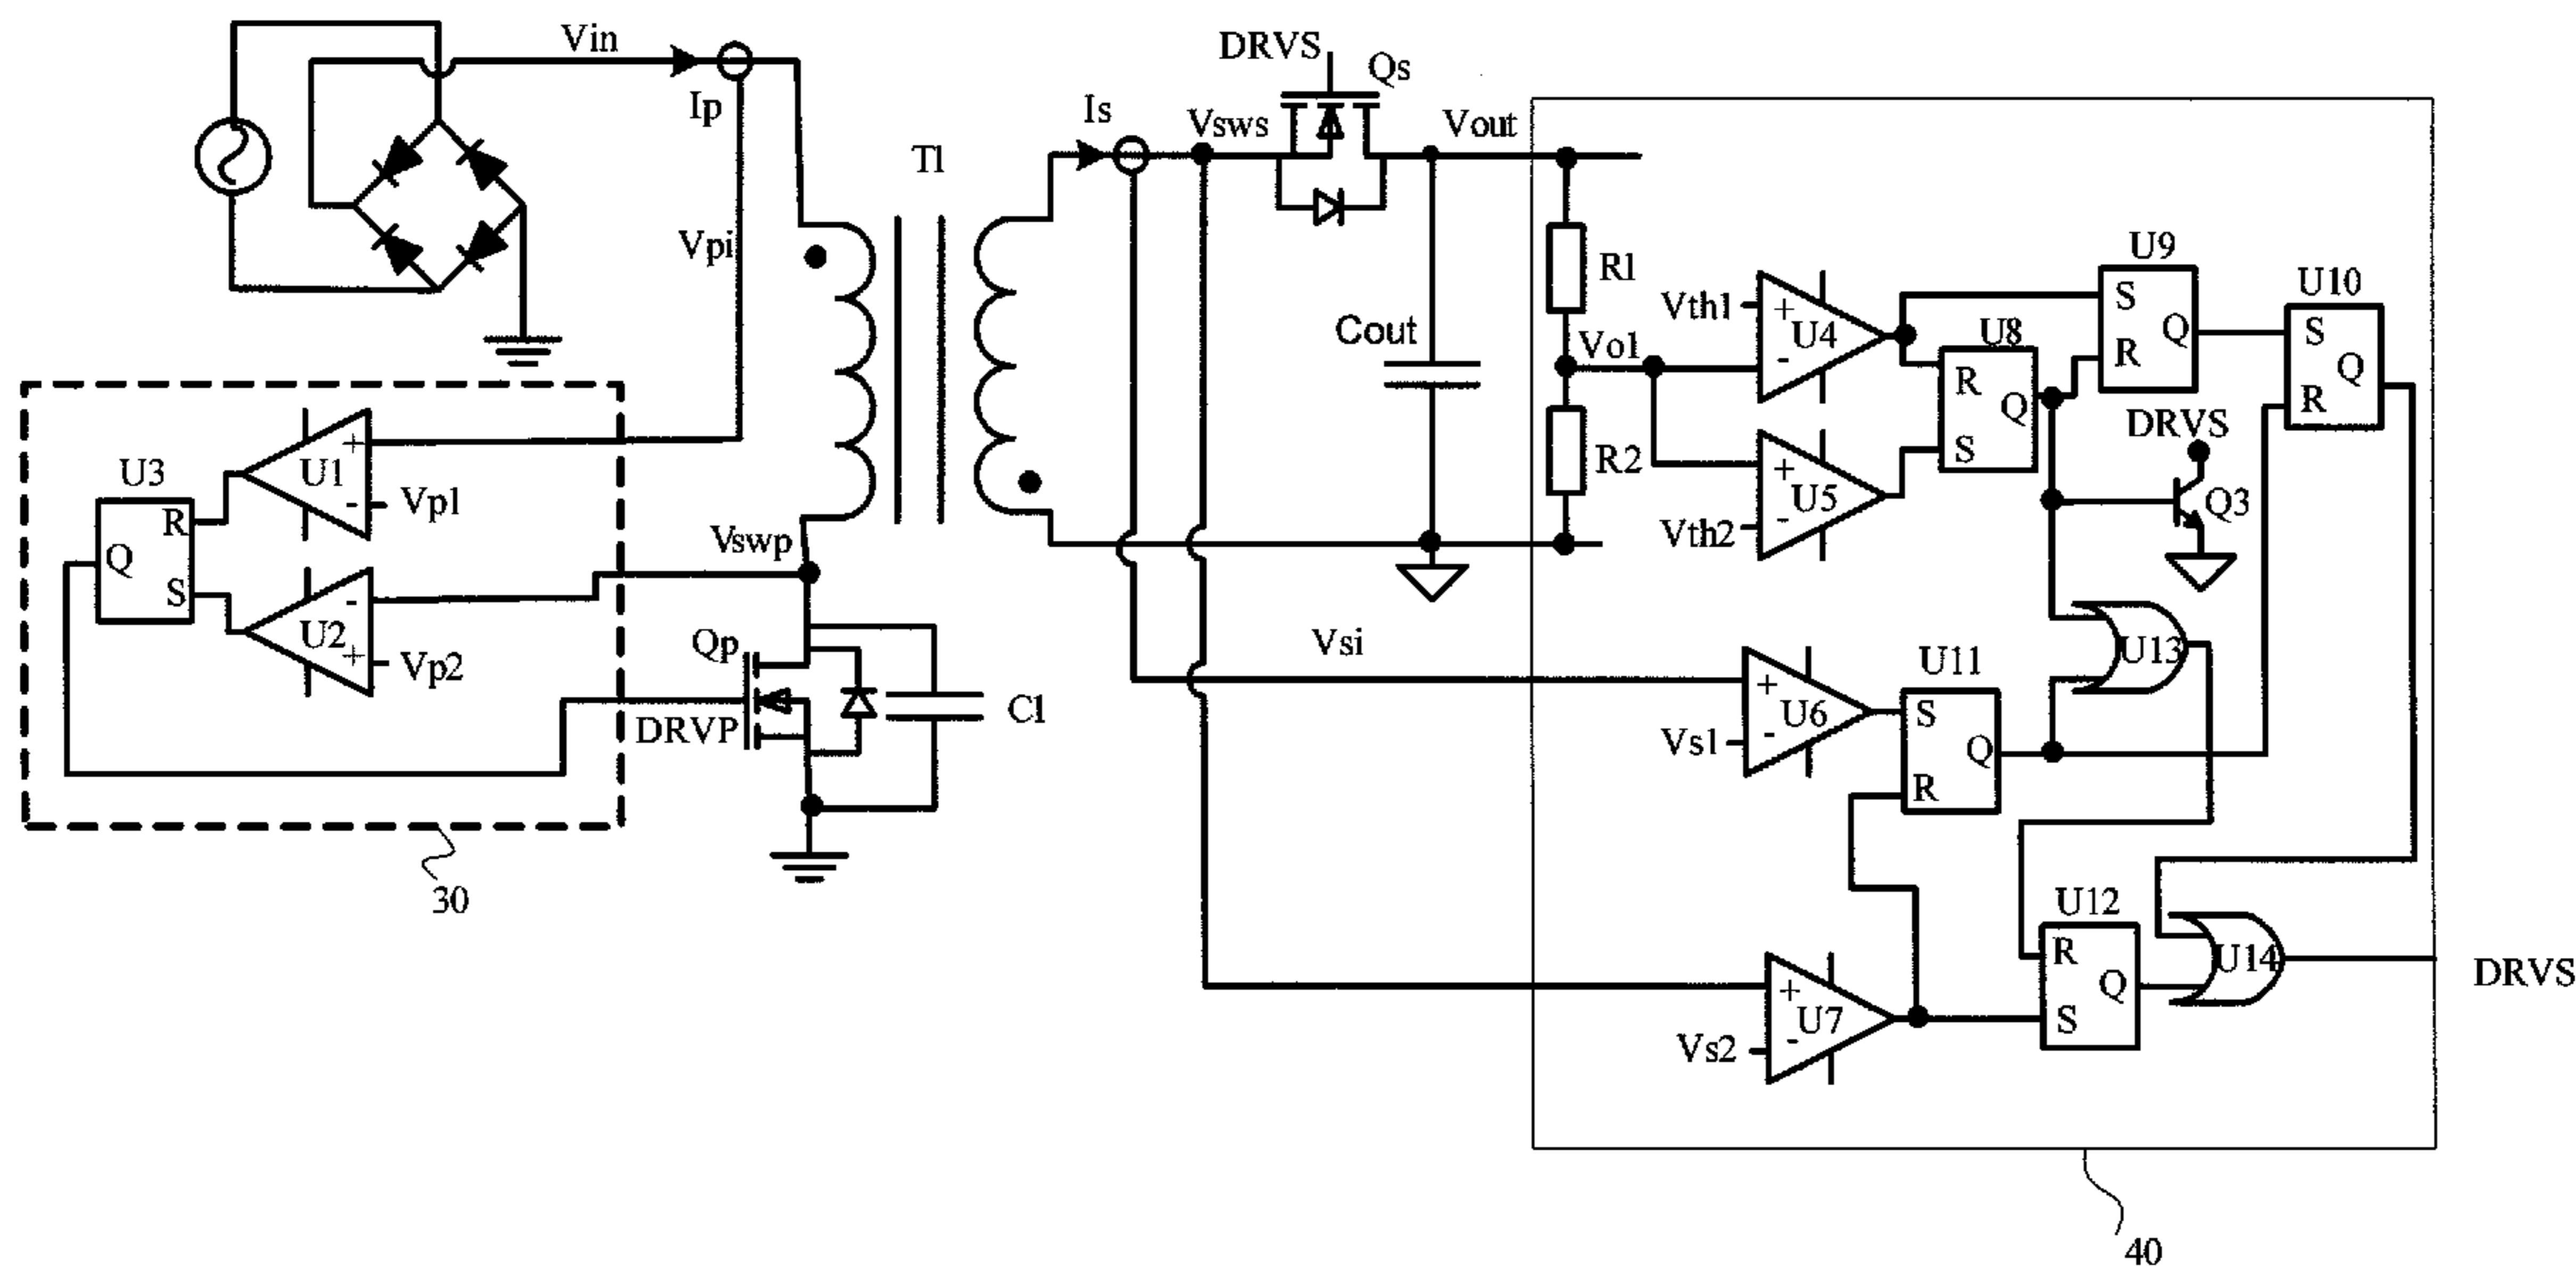 Vin
DRVS
Qs
Ip
Is
Vsws
Vout
T1
Vpi
R1
Vth1
+
U4
-
U9
S
Q
R
U10
S
Q
R
Cout
Vo1
U8
R
Q
S
DRVS
Q3
R2
+
U5
-
Vth2
U3
R
Q
S
+
U1
-
Vp1
-
U2
+
Vp2
Vswp
Qp
DRVP
C1
Vsi
+
U6
-
Vs1
U11
S
Q
R
U13
30
U12
R
Q
S
U14
DRVS
+
U7
-
Vs2
40